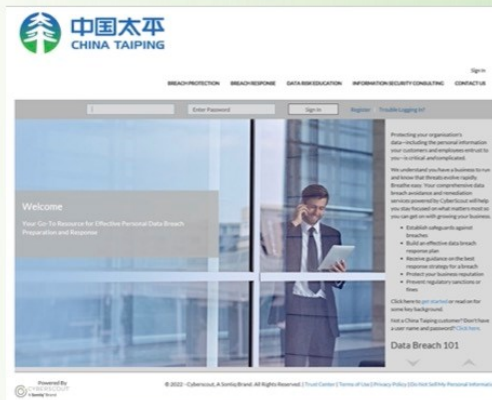 中国太平
CHINA TAIPING
Sign in
BREACH PROTECTION BREACH RESPONSE DATA RISK EDUCATION INFORMATION SECURITY CONSULTING CONTACT US
Enter Password Sign In Register Trouble Logging In?
Welcome
Your Go-To Resource for Effective Personal Data Breach
Preparation and Response
Protecting your organisation's
data—including the personal information
your customers and employees entrust to
you—is critical and complicated.
We understand you have a business to run
and know that threats evolve rapidly.
Breathe easy. Your comprehensive data
breach avoidance and remediation
services powered by Cyberscout will help
you stay focused on what matters most so
you can get on with growing your business.
• Establish safeguards against
breaches
• Build an effective data breach
response plan
• Receive guidance on the best
response strategy for a breach
• Protect your business reputation
• Prevent regulatory sanctions or
fines
Click here to get started or read on for
some key background.
Not a China Taiping customer? Don't have
a user name and password? Click here.
Data Breach 101
Powered By
CYBERSCOUT
A Sontiq Brand
© 2022 - Cyberscout, A Sontiq Brand, All Rights Reserved. | Trust Center | Terms of Use | Privacy Policy | Do Not Sell My Personal Information